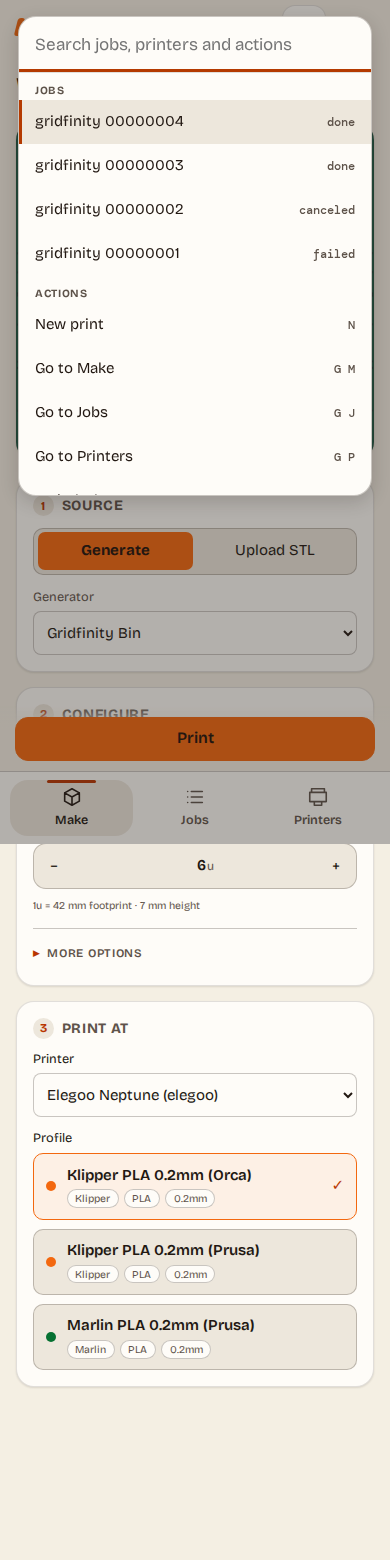 Search jobs, printers and actions
JOBS
gridfinity 00000004 done
gridfinity 00000003 done
gridfinity 00000002 canceled
gridfinity 00000001 failed
ACTIONS
New print N
Go to Make G M
Go to Jobs G J
Go to Printers G P
1 SOURCE
Generate Upload STL
Generator
Gridfinity Bin
2 CONFIGURE
Print
Make Jobs Printers
− 6u +
1u = 42 mm footprint · 7 mm height
▶ MORE OPTIONS
3 PRINT AT
Printer
Elegoo Neptune (elegoo)
Profile
Klipper PLA 0.2mm (Orca) ✓
Klipper PLA 0.2mm
Klipper PLA 0.2mm (Prusa)
Klipper PLA 0.2mm
Marlin PLA 0.2mm (Prusa)
Marlin PLA 0.2mm